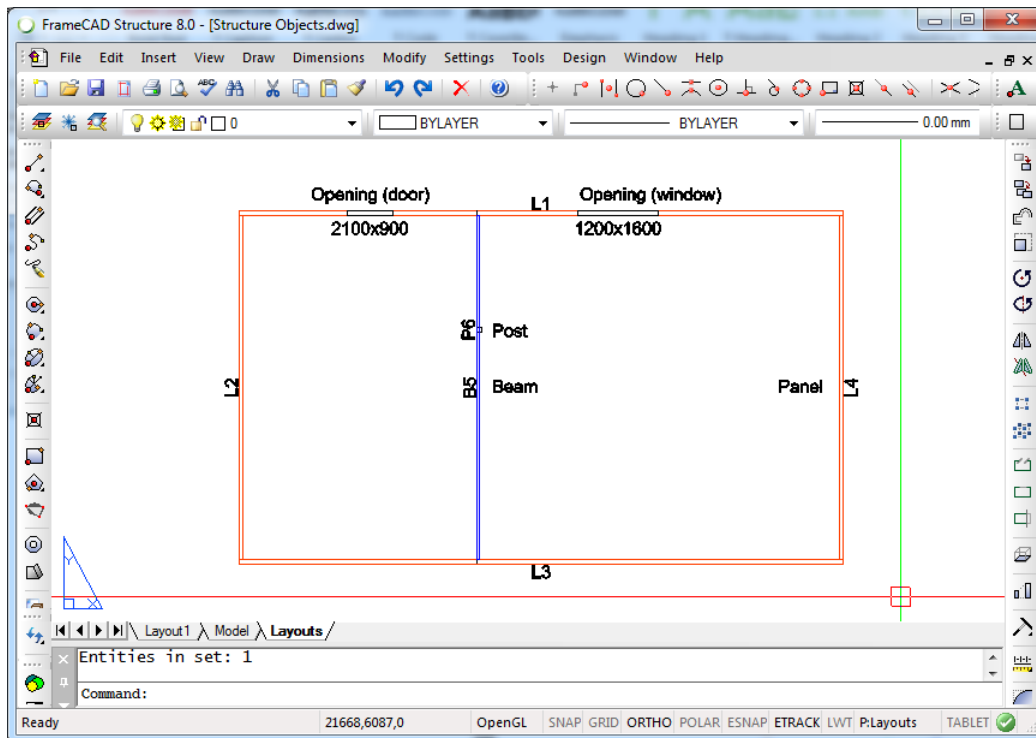 FrameCAD Structure 8.0 - [Structure Objects.dwg]
File Edit Insert View Draw Dimensions Modify Settings Tools Design Window Help
ABC
A
0 BYLAYER BYLAYER 0.00 mm
Opening (door) Opening (window)
L1
2100x900 1200x1600
P6 Post
L2 B5 Beam Panel L4
L3
Y
X
Layout1 Model Layouts
Entities in set: 1
Command:
Ready 21668,6087,0 OpenGL SNAP GRID ORTHO POLAR ESNAP ETRACK LWT P:Layouts TABLET